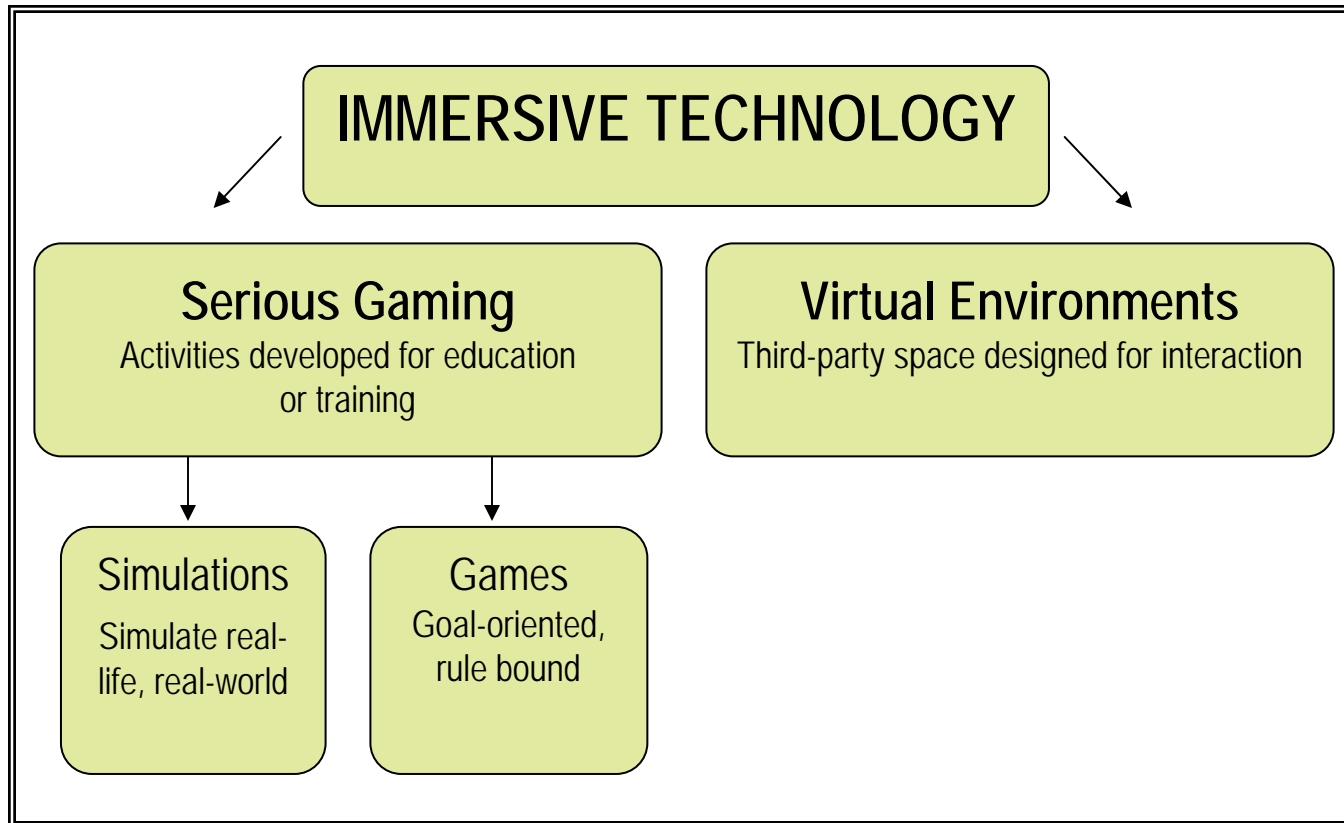 IMMERSIVE TECHNOLOGY
Serious Gaming
Activities developed for education
or training
Virtual Environments
Third-party space designed for interaction
Simulations
Simulate real-
life, real-world
Games
Goal-oriented,
rule bound